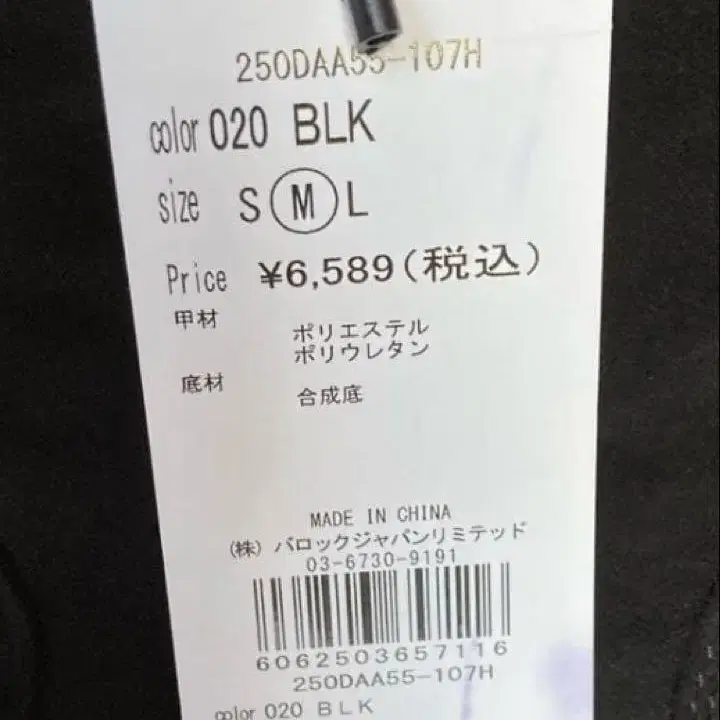 250DAA55-107H
color 020 BLK
size S M L
Price ¥6,589(税込)
甲材 ポリエステル
ポリウレタン
底材 合成底
MADE IN CHINA
(株) バロックジャパンリミテッド
03-6730-9191
6062503657116
250DAA55-107H
color 020 BLK